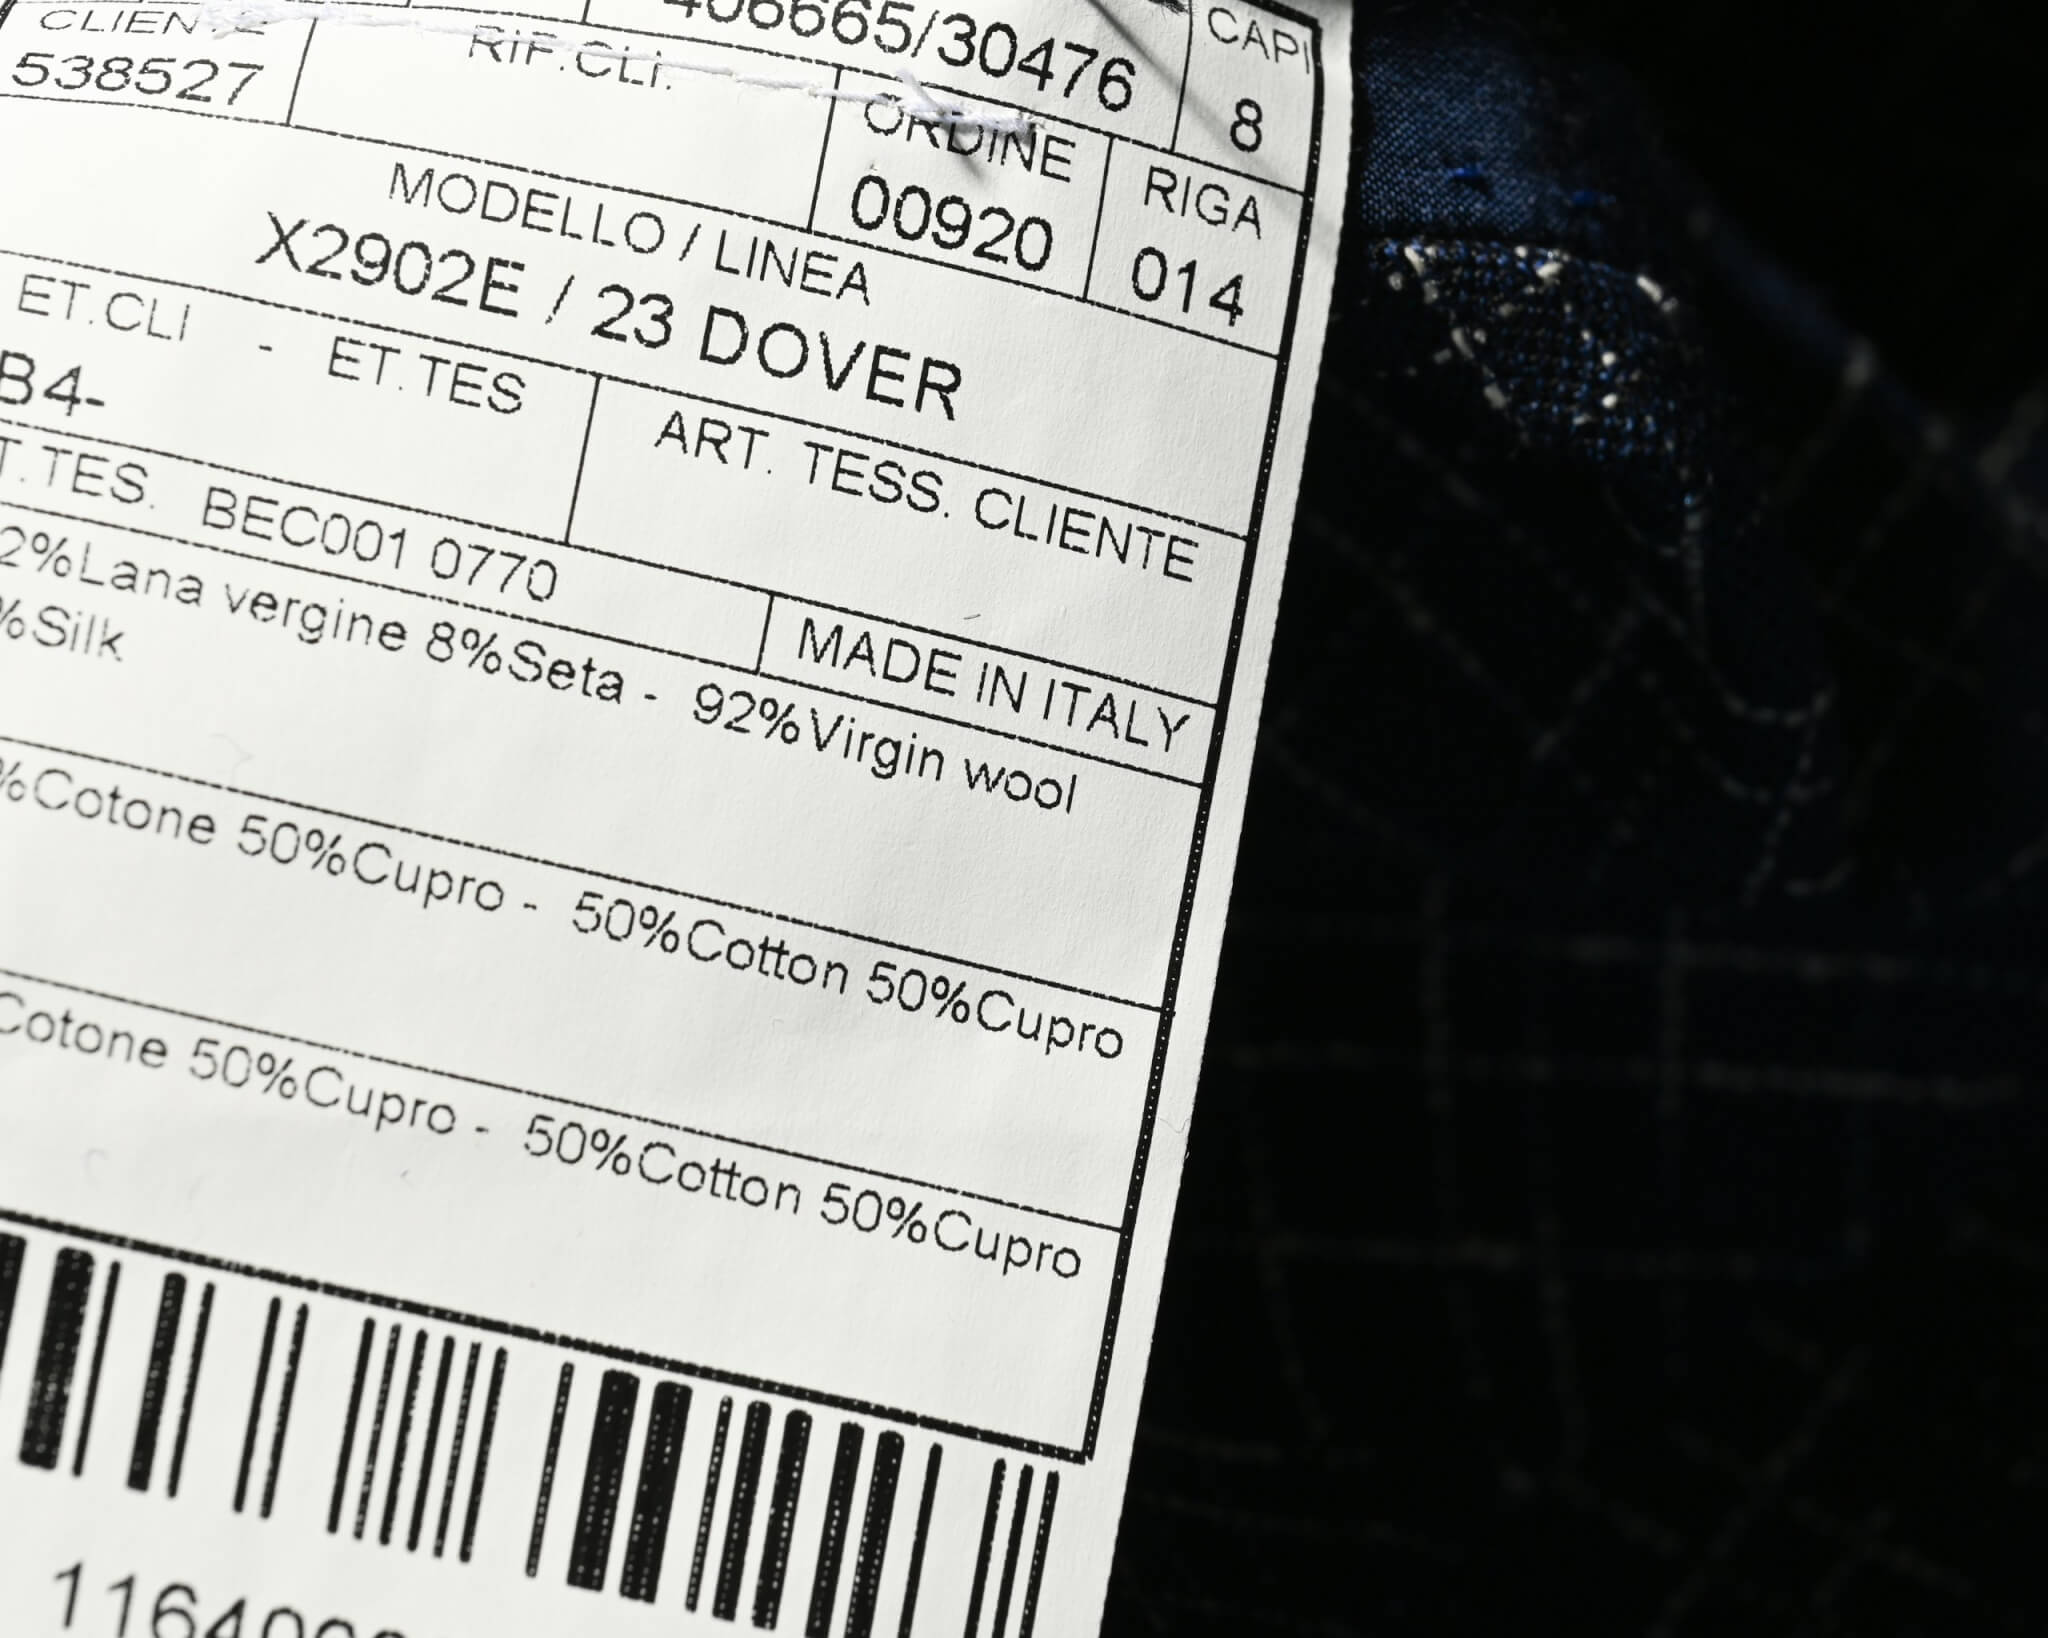 406665/30476
CAPI
8
CLIENTE
538527
RIF.CLI.
ORDINE
00920
RIGA
014
MODELLO / LINEA
X2902E / 23 DOVER
ET.CLI - ET.TES
B4-
ART. TESS. CLIENTE
T.TES. BEC001 0770
MADE IN ITALY
2%Lana vergine 8%Seta - 92%Virgin wool
%Silk
%Cotone 50%Cupro - 50%Cotton 50%Cupro
Cotone 50%Cupro - 50%Cotton 50%Cupro